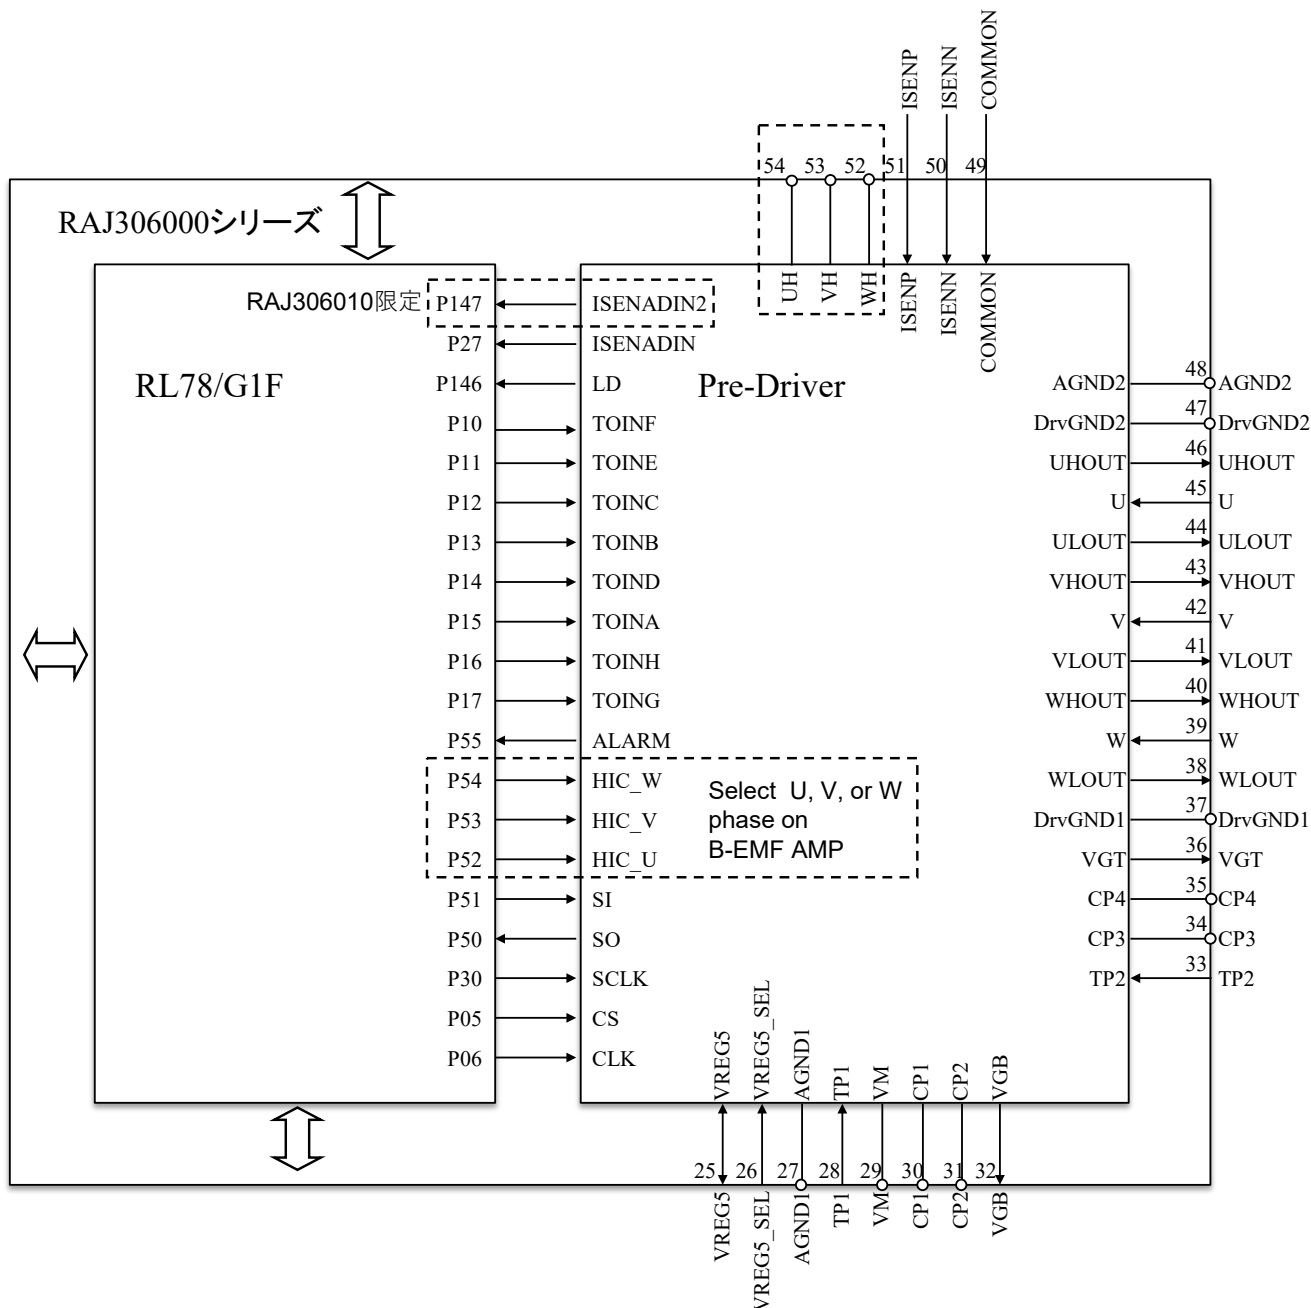 ISENP
ISENN
COMMON
54
53
52
51
50
49
RAJ306000シリーズ
UH
VH
WH
ISENP
ISENN
COMMON
RAJ306010限定
P147
ISENADIN2
P27
ISENADIN
RL78/G1F
P146
LD
Pre-Driver
AGND2
48
AGND2
P10
TOINF
DrvGND2
47
DrvGND2
P11
TOINE
UHOUT
46
UHOUT
P12
TOINC
U
45
U
P13
TOINB
ULOUT
44
ULOUT
P14
TOIND
VHOUT
43
VHOUT
P15
TOINA
V
42
V
P16
TOINH
VLOUT
41
VLOUT
P17
TOING
WHOUT
40
WHOUT
P55
ALARM
W
39
W
P54
HIC_W
Select U, V, or W
phase on
B-EMF AMP
WLOUT
38
WLOUT
P53
HIC_V
DrvGND1
37
DrvGND1
P52
HIC_U
VGT
36
VGT
P51
SI
CP4
35
CP4
P50
SO
CP3
34
CP3
P30
SCLK
TP2
33
TP2
P05
CS
P06
CLK
VREG5
VREG5_SEL
AGND1
TP1
VM
CP1
CP2
VGB
25
26
27
28
29
30
31
32
VREG5
VREG5_SEL
AGND1
TP1
VM
CP1
CP2
VGB